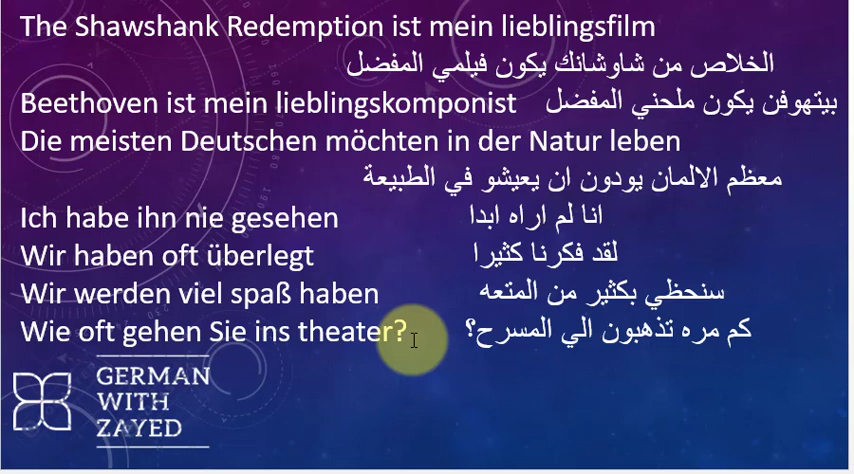 The Shawshank Redemption ist mein lieblingsfilm
الخلاص من شاوشانك يكون فيلمي المفضل
Beethoven ist mein lieblingskomponist بيتهوفن يكون ملحني المفضل
Die meisten Deutschen möchten in der Natur leben
معظم الالمان يودون ان يعيشو في الطبيعة
Ich habe ihn nie gesehen انا لم اراه ابدا
Wir haben oft überlegt لقد فكرنا كثيرا
Wir werden viel spaß haben سنحظي بكثير من المتعه
Wie oft gehen Sie ins theater? كم مره تذهبون الي المسرح؟
GERMAN
WITH
ZAYED